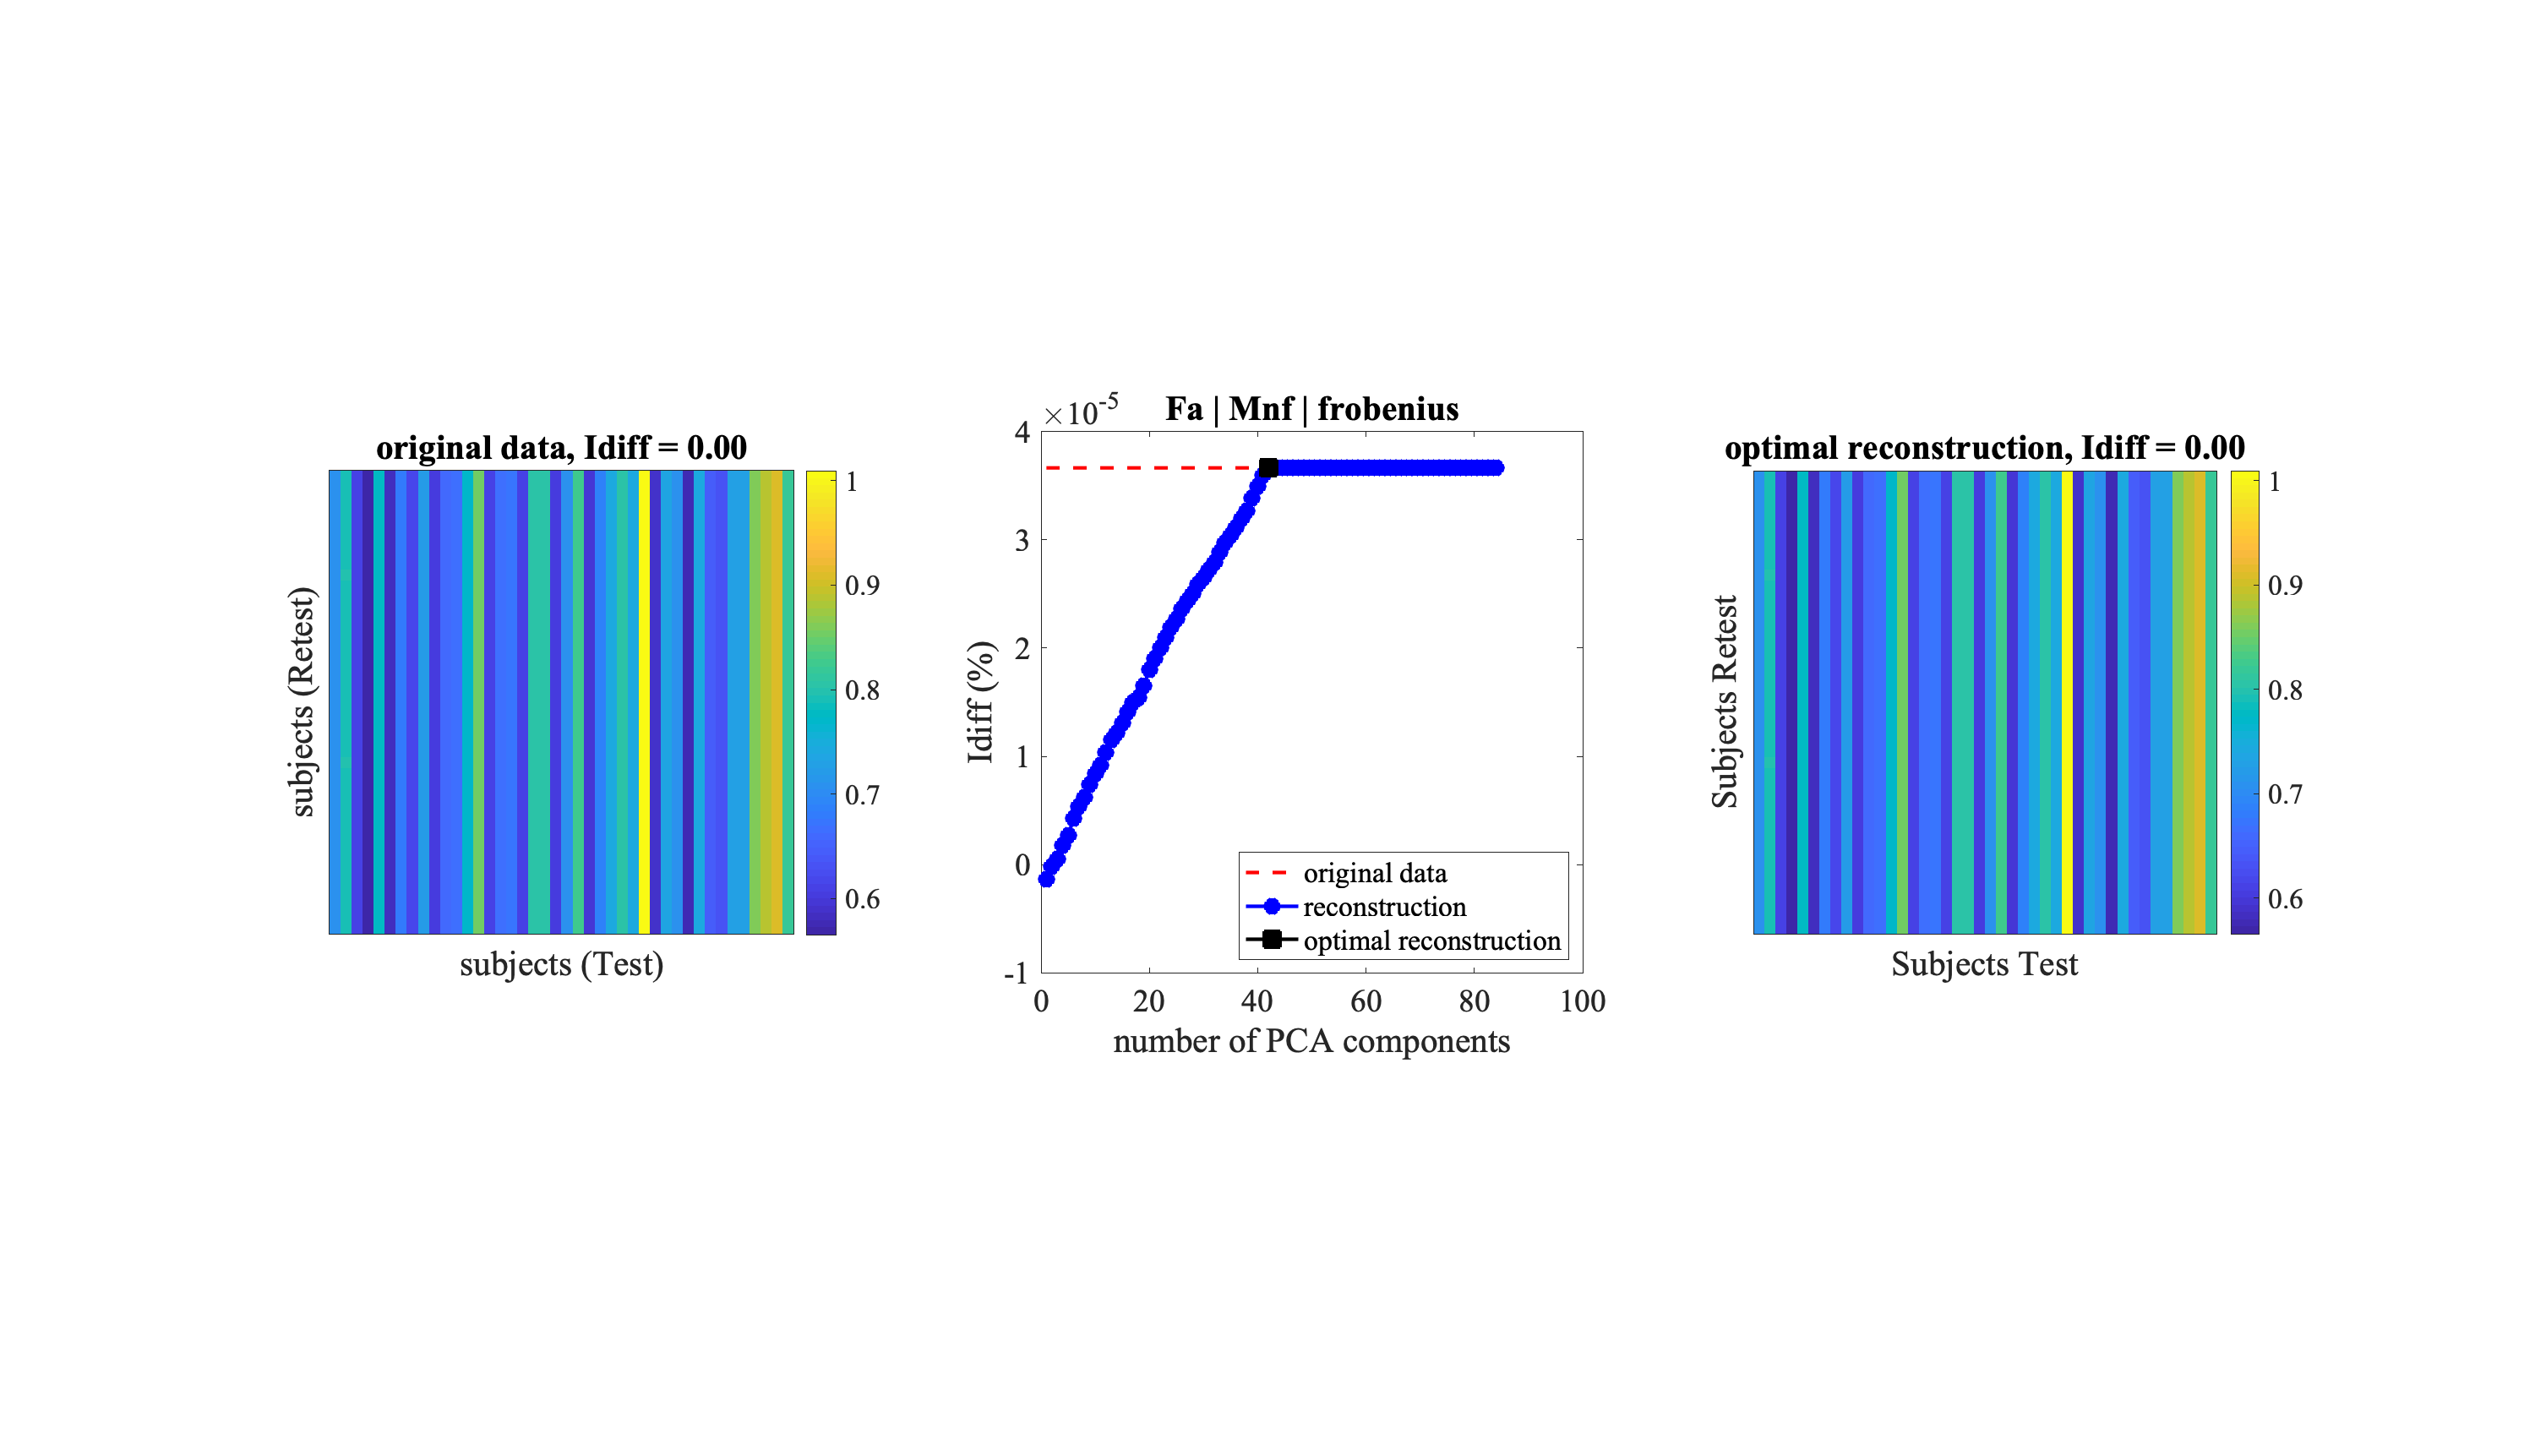 original data, Idiff = 0.00
subjects (Retest)
1
0.9
0.8
0.7
0.6
subjects (Test)
×10-5
Fa | Mnf | frobenius
4
3
2
1
0
-1
Idiff (%)
original data
reconstruction
optimal reconstruction
0 20 40 60 80 100
number of PCA components
optimal reconstruction, Idiff = 0.00
Subjects Retest
1
0.9
0.8
0.7
0.6
Subjects Test